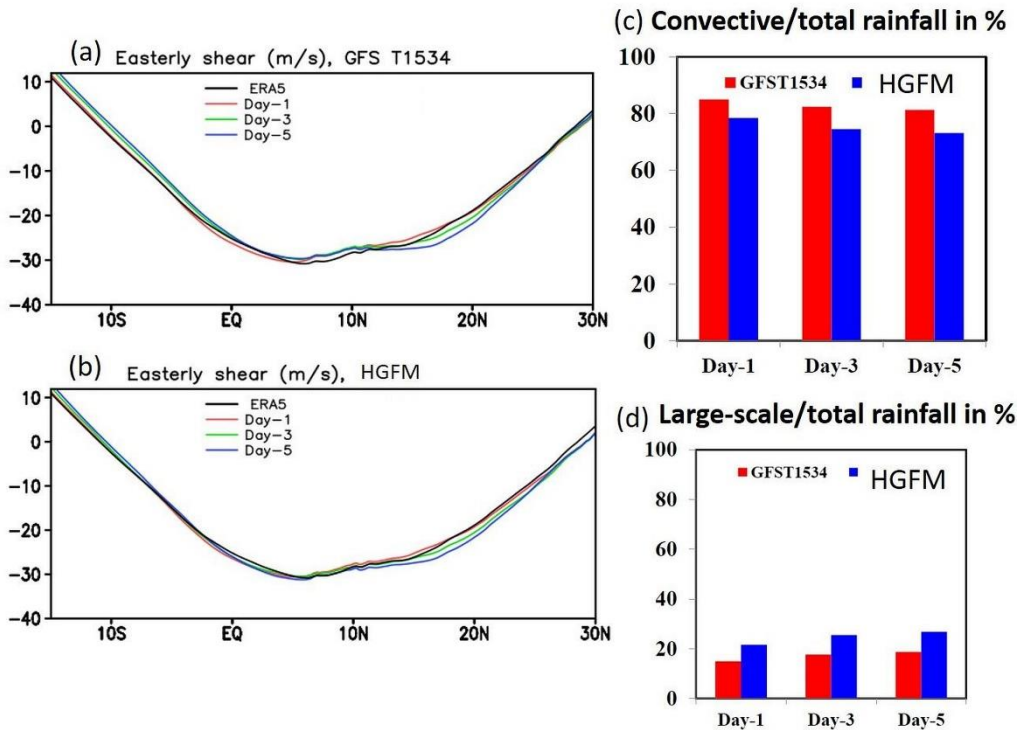 (a) Easterly shear (m/s), GFS T1534
10
0
-10
-20
-30
-40
ERA5
Day-1
Day-3
Day-5
10S EQ 10N 20N 30N
(b) Easterly shear (m/s), HGFM
10
0
-10
-20
-30
-40
ERA5
Day-1
Day-3
Day-5
10S EQ 10N 20N 30N
(c) Convective/total rainfall in %
100
80
60
40
20
0
GFST1534 HGFM
Day-1 Day-3 Day-5
(d) Large-scale/total rainfall in %
100
80
60
40
20
0
GFST1534 HGFM
Day-1 Day-3 Day-5